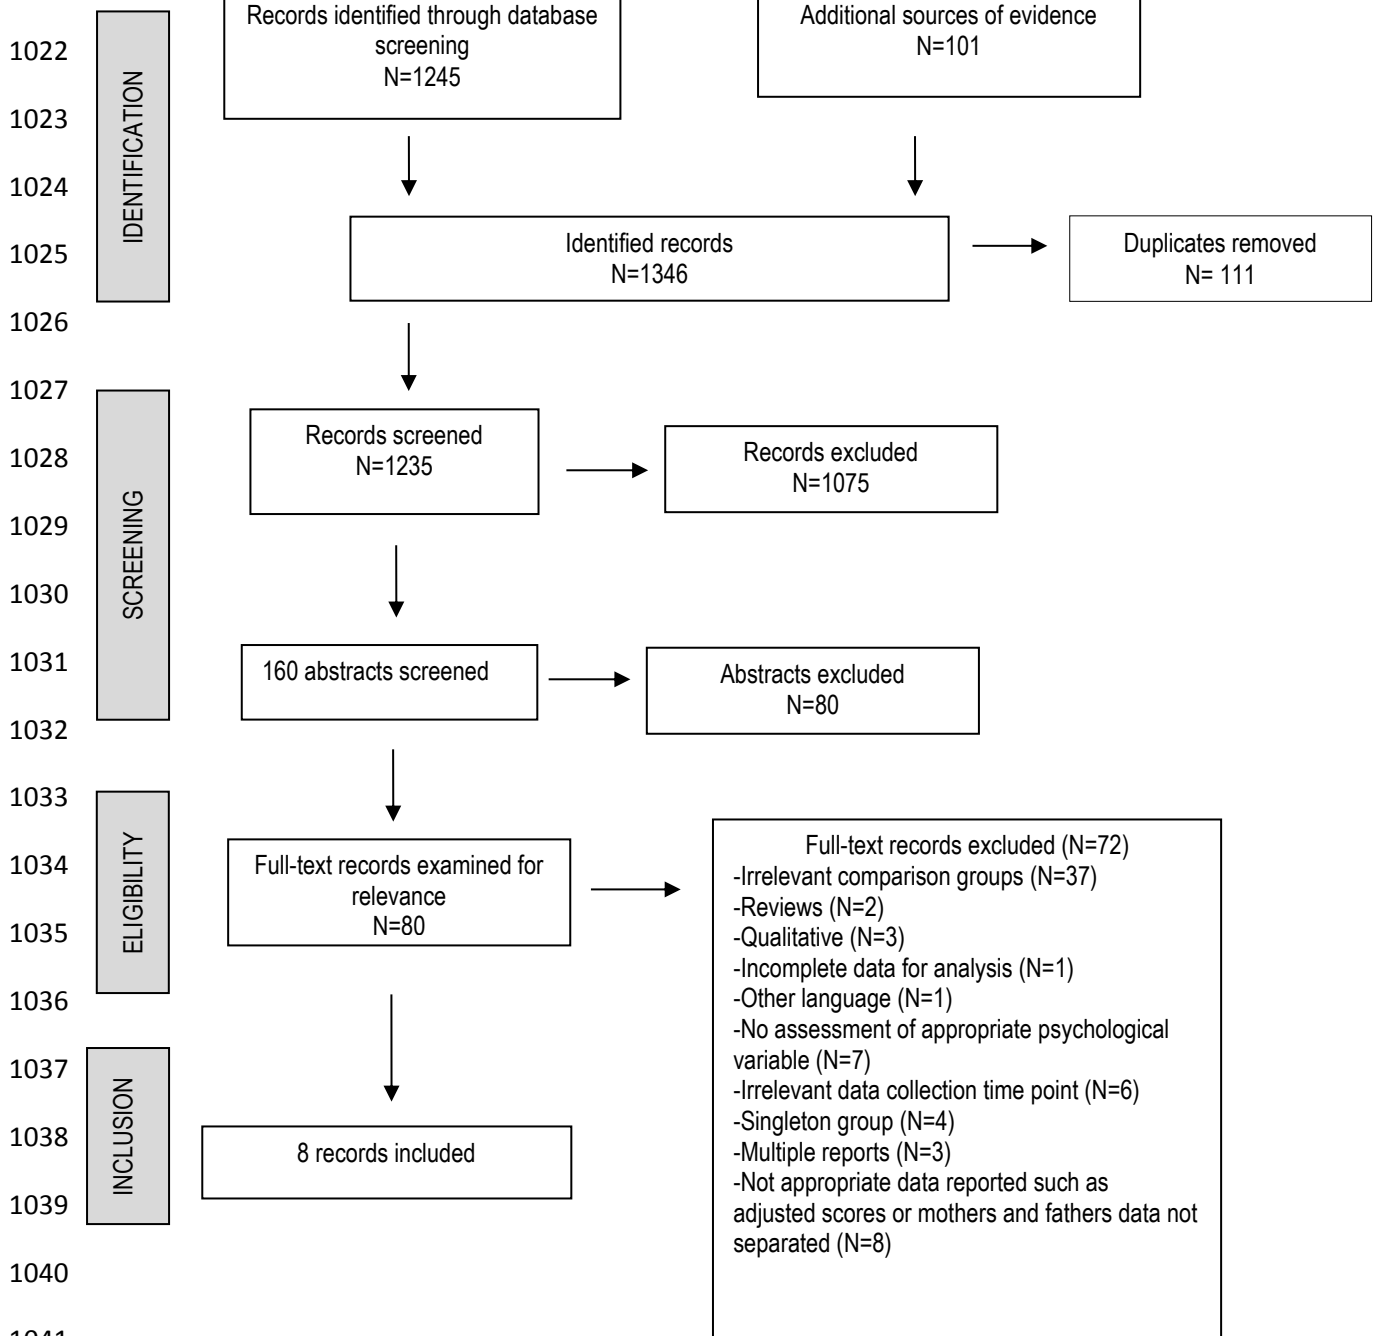 Records identified through database
screening
N=1245
Additional sources of evidence
N=101
1022
1023
1024
1025
1026
1027
1028
1029
1030
1031
1032
1033
1034
1035
1036
1037
1038
1039
1040
1041
IDENTIFICATION
Identified records
N=1346
Duplicates removed
N= 111
SCREENING
Records screened
N=1235
Records excluded
N=1075
160 abstracts screened
Abstracts excluded
N=80
ELIGIBILITY
Full-text records examined for
relevance
N=80
Full-text records excluded (N=72)
-Irrelevant comparison groups (N=37)
-Reviews (N=2)
-Qualitative (N=3)
-Incomplete data for analysis (N=1)
-Other language (N=1)
-No assessment of appropriate psychological
variable (N=7)
-Irrelevant data collection time point (N=6)
-Singleton group (N=4)
-Multiple reports (N=3)
-Not appropriate data reported such as
adjusted scores or mothers and fathers data not
separated (N=8)
INCLUSION
8 records included